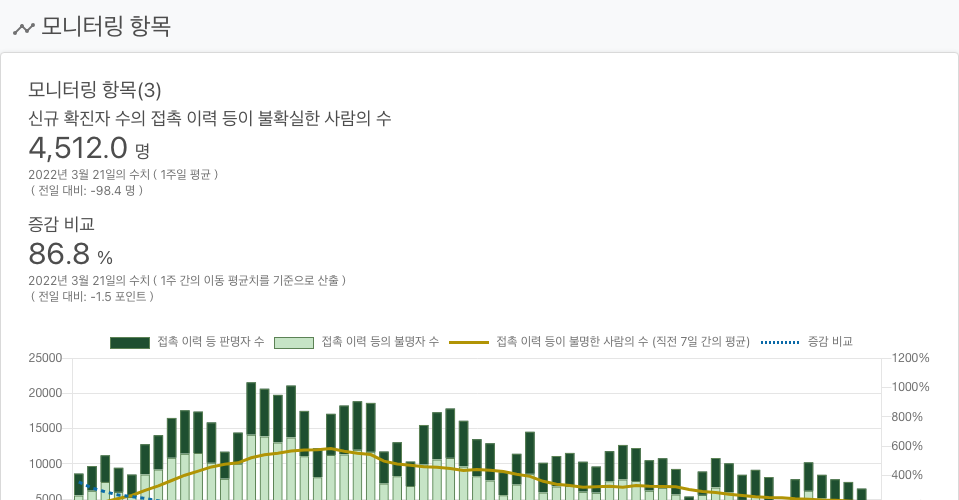 모니터링 항목
모니터링 항목(3)
신규 확진자 수의 접촉 이력 등이 불확실한 사람의 수
4,512.0 명
2022년 3월 21일의 수치 ( 1주일 평균 )
( 전일 대비: -98.4 명 )
증감 비교
86.8 %
2022년 3월 21일의 수치 ( 1주 간의 이동 평균치를 기준으로 산출 )
( 전일 대비: -1.5 포인트 )
접촉 이력 등 판명자 수 접촉 이력 등의 불명자 수 접촉 이력 등이 불명한 사람의 수 (직전 7일 간의 평균) 증감 비교
25000 1200%
1000%
20000
800%
15000
600%
10000
400%
5000